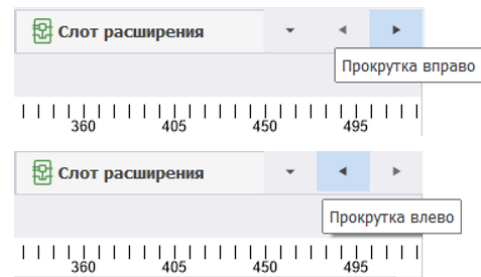 Слот расширения
Прокрутка вправо
360 405 450 495
Слот расширения
Прокрутка влево
360 405 450 495